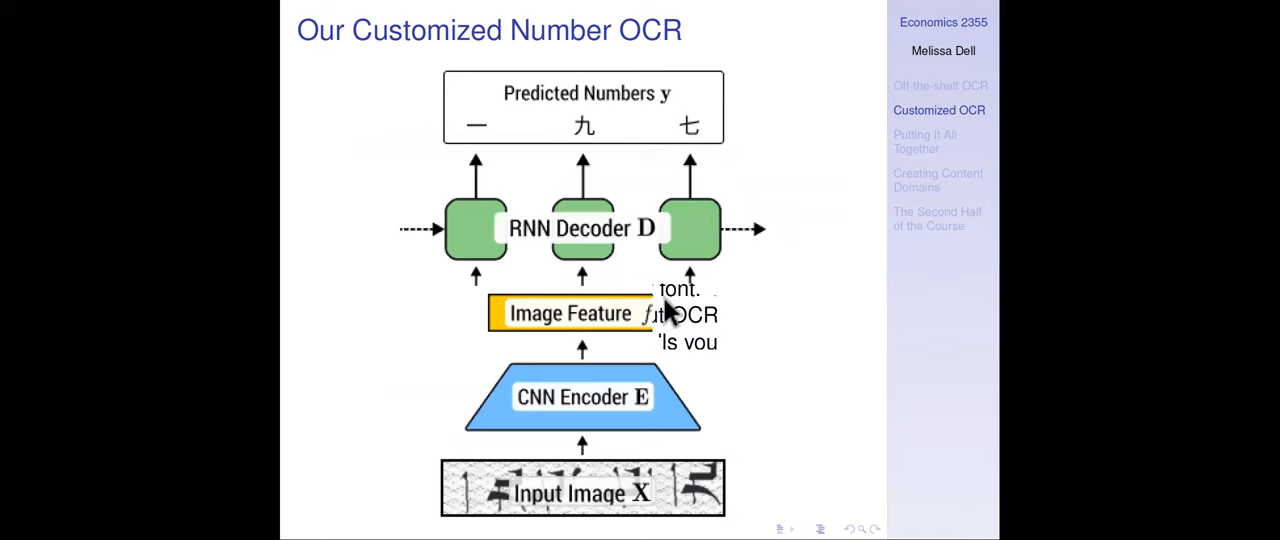 Our Customized Number OCR
Predicted Numbers y
一 九 七
RNN Decoder D
font.
Image Feature f
OCR
CNN Encoder E
Input Image X
Economics 2355
Melissa Dell
Off-the-shelf OCR
Customized OCR
Putting It All
Together
Creating Content
Domains
The Second Half
of the Course